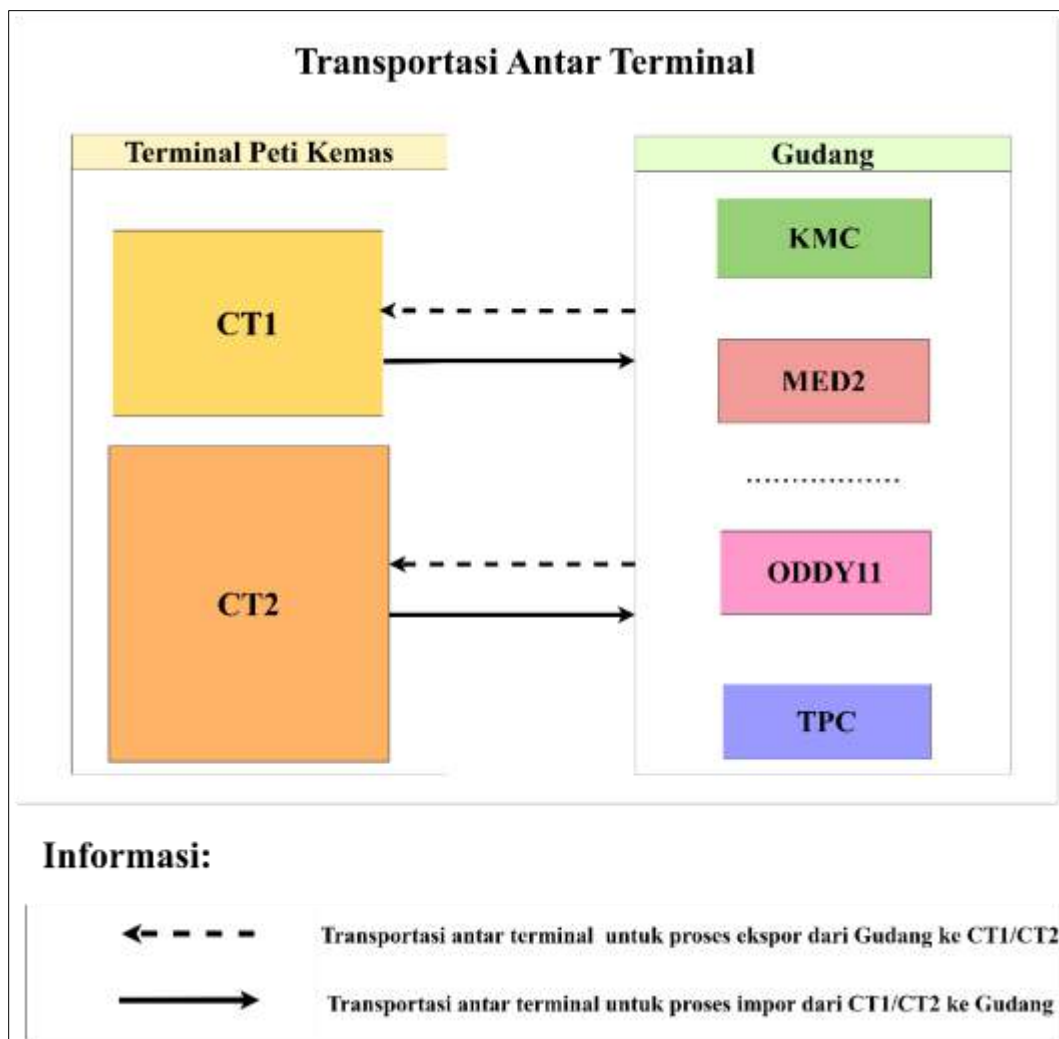 Transportasi Antar Terminal
Terminal Peti Kemas
CT1
CT2
Gudang
KMC
MED2
....................
ODDY11
TPC
Informasi:
Transportasi antar terminal untuk proses ekspor dari Gudang ke CT1/CT2
Transportasi antar terminal untuk proses impor dari CT1/CT2 ke Gudang